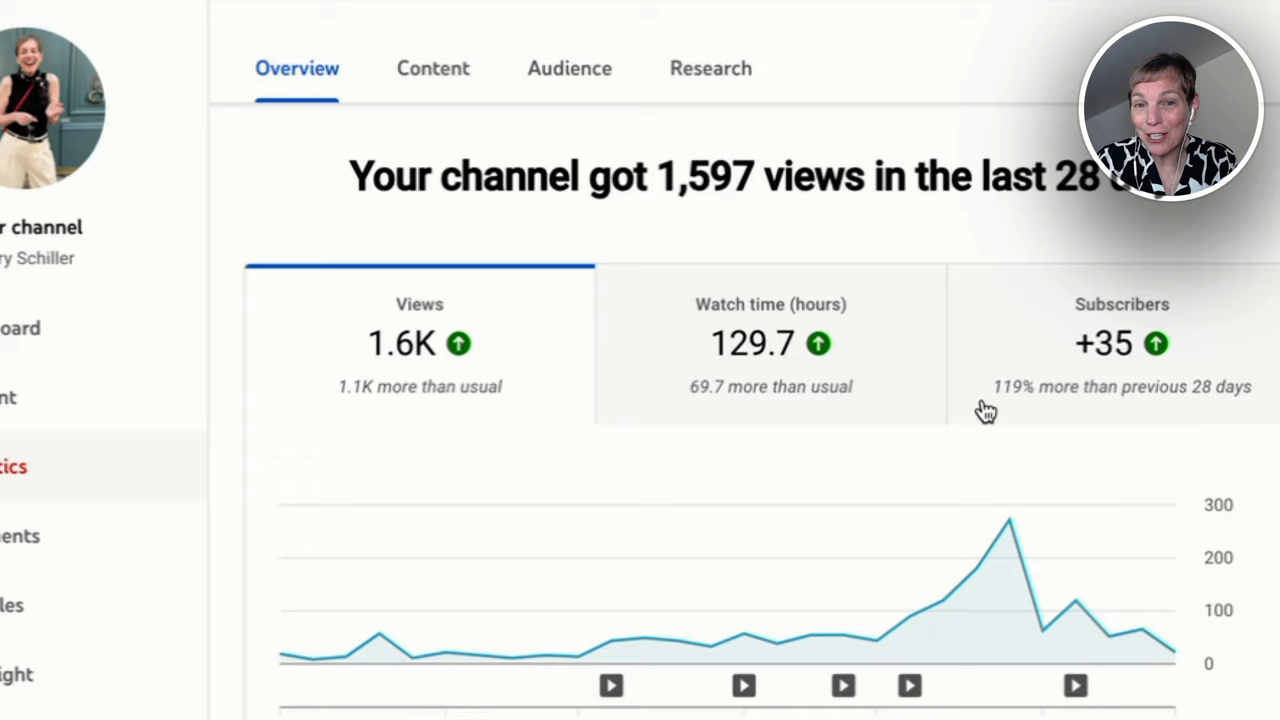 Overview Content Audience Research
Your channel got 1,597 views in the last 28
r channel
ry Schiller
Views
1.6K
1.1K more than usual
Watch time (hours)
129.7
69.7 more than usual
Subscribers
+35
119% more than previous 28 days
oard
nt
tics
ents
les
ight
300
200
100
0